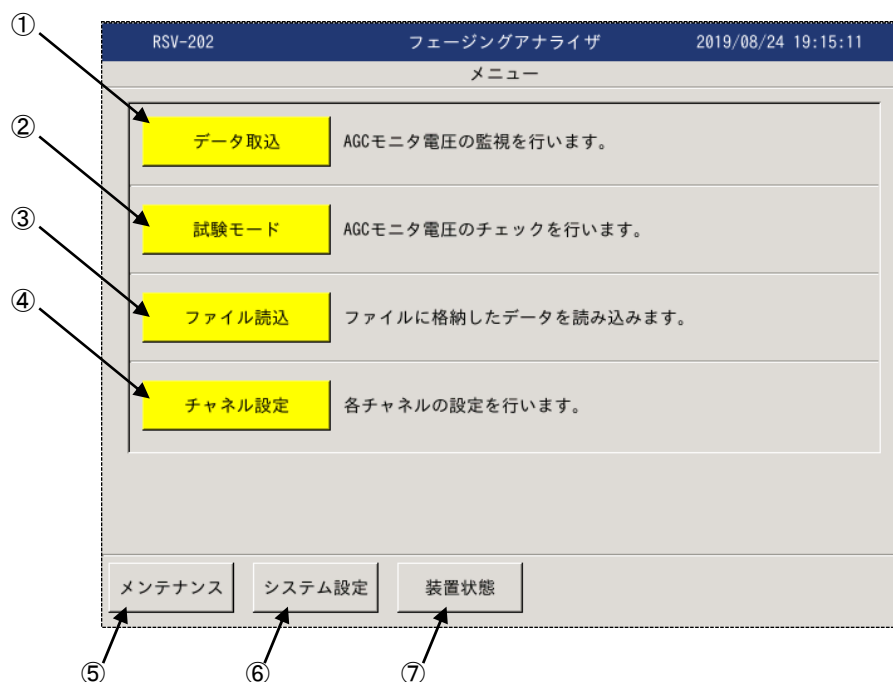 ①
RSV-202 フェージングアナライザ 2019/08/24 19:15:11
メニュー
②
データ取込 AGCモニタ電圧の監視を行います。
③
試験モード AGCモニタ電圧のチェックを行います。
④
ファイル読込 ファイルに格納したデータを読み込みます。
チャネル設定 各チャネルの設定を行います。
メンテナンス システム設定 装置状態
⑤ ⑥ ⑦